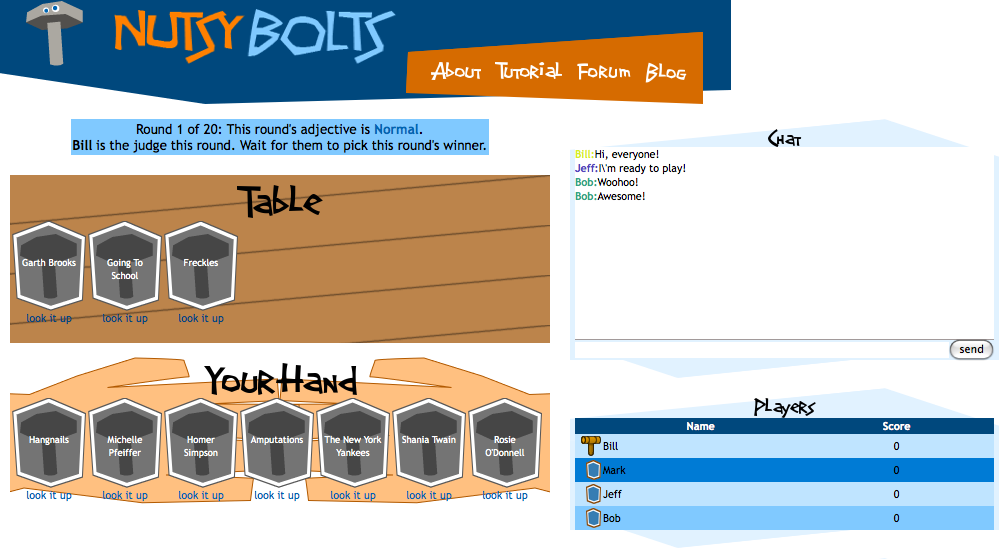 NUTSY BOLTS
About Tutorial Forum Blog
Round 1 of 20: This round's adjective is Normal.
Bill is the judge this round. Wait for them to pick this round's winner.
Table
Garth Brooks
Going To
School
Freckles
look it up look it up look it up
Your Hand
Hangnails
Michelle
Pfeiffer
Homer
Simpson
Amputations
The New York
Yankees
Shania Twain
Rosie
O'Donnell
look it up look it up look it up look it up look it up look it up look it up
Chat
Bill:Hi, everyone!
Jeff:I\'m ready to play!
Bob:Woohoo!
Bob:Awesome!
send
Players
Name Score
Bill 0
Mark 0
Jeff 0
Bob 0